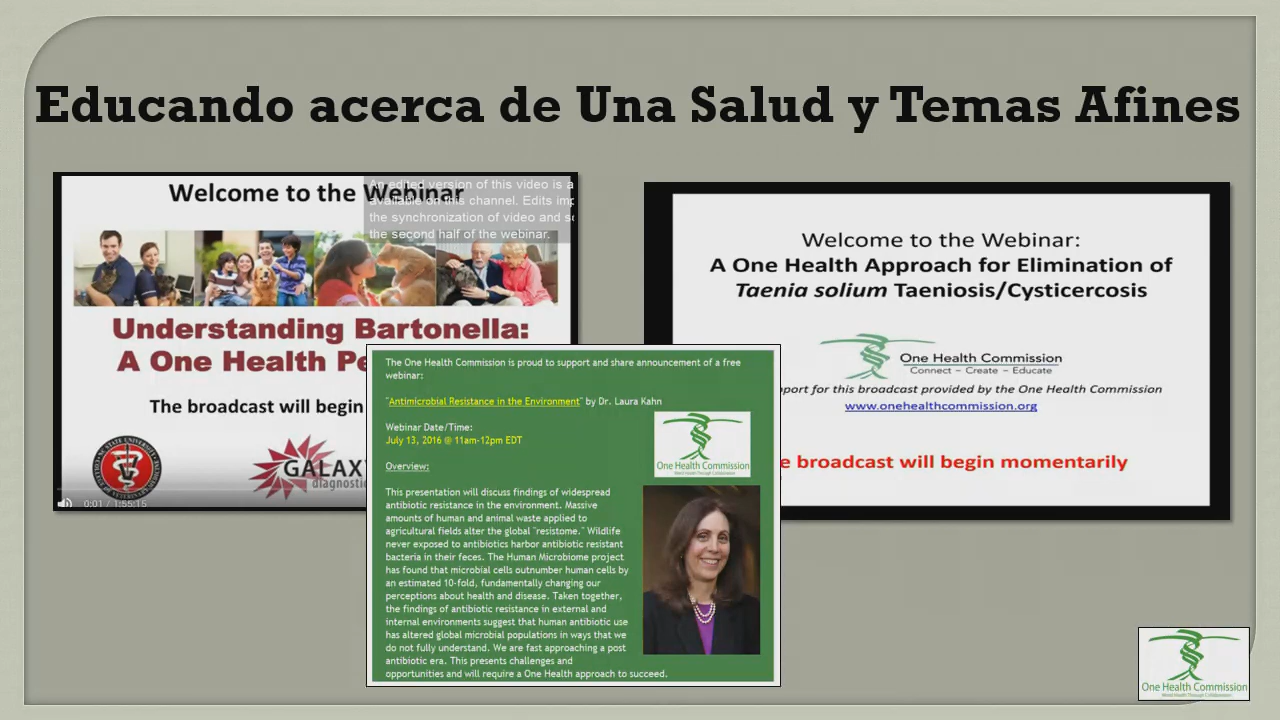 Educando acerca de Una Salud y Temas Afines
Welcome to the Webinar
An edited version of this video is a
available on this channel. Edits imp
the synchronization of video and
the second half of the webinar.
Understanding Bartonella:
A One Health Pe
The broadcast will begin
GALAXY
diagnostic
0:01 / 1:55:15
Welcome to the Webinar:
A One Health Approach for Elimination of
Taenia solium Taeniosis/Cysticercosis
One Health Commission
Connect – Create – Educate
port for this broadcast provided by the One Health Commission
www.onehealthcommission.org
e broadcast will begin momentarily
The One Health Commission is proud to support and share announcement of a free
webinar:
"Antimicrobial Resistance in the Environment" by Dr. Laura Kahn
Webinar Date/Time:
July 13, 2016 @ 11am-12pm EDT
Overview:
This presentation will discuss findings of widespread
antibiotic resistance in the environment. Massive
amounts of human and animal waste applied to
agricultural fields alter the global "resistome." Wildlife
never exposed to antibiotics harbor antibiotic resistant
bacteria in their feces. The Human Microbiome project
has found that microbial cells outnumber human cells by
an estimated 10-fold, fundamentally changing our
perceptions about health and disease. Taken together,
the findings of antibiotic resistance in external and
internal environments suggest that human antibiotic use
has altered global microbial populations in ways that we
do not fully understand. We are fast approaching a post
antibiotic era. This presents challenges and
opportunities and will require a One Health approach to succeed.
One Health Commission
One Health Commission